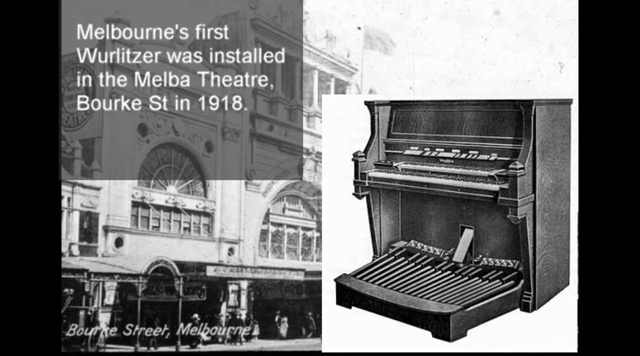 Melbourne's first
Wurlitzer was installed
in the Melba Theatre,
Bourke St in 1918.
Bourke Street, Melbourne